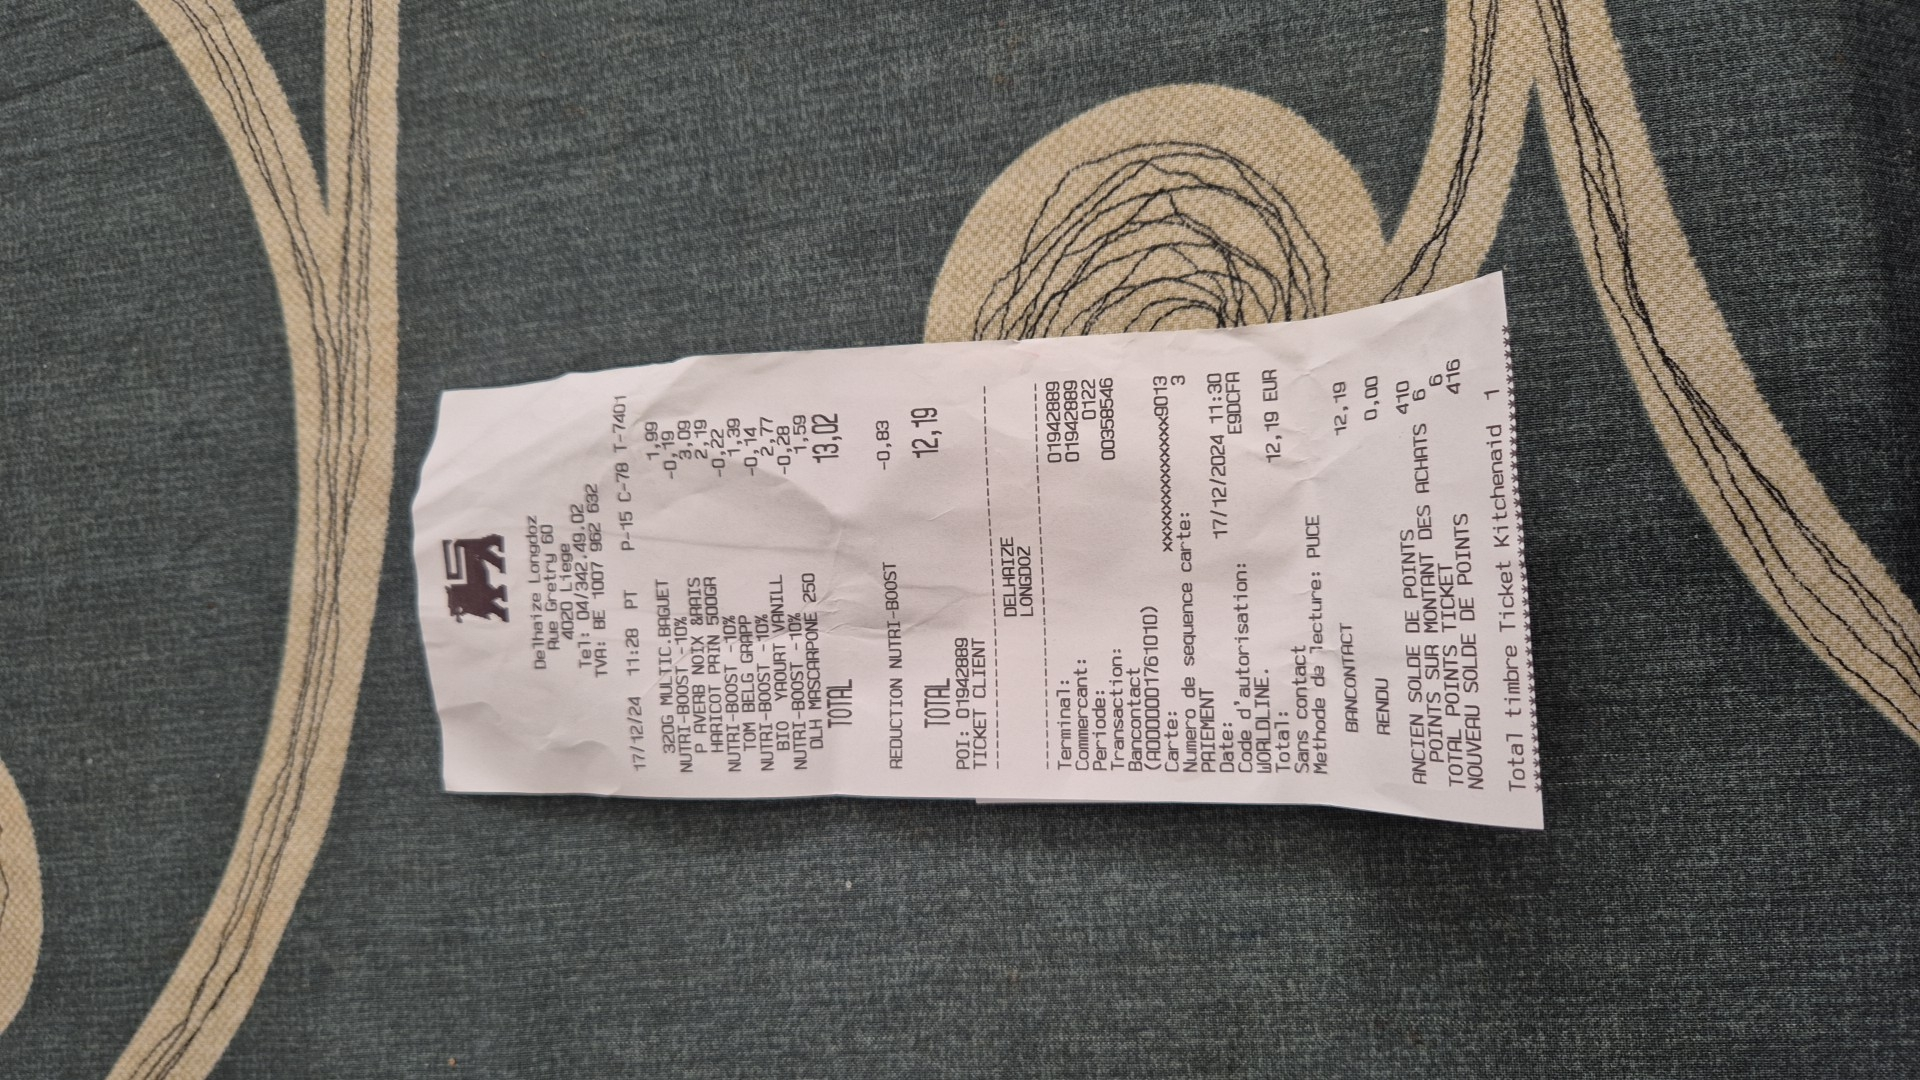 Delhaize Longdoz
Rue Gretry 60
4020 Liege
Tel: 04/342.49.02
TVA: BE 1007 962 632
17/12/24 11:28 PT P-15 C-78 T-7401
320G MULTIC.BAGUET 1,99
NUTRI-BOOST -10% -0,19
P AVERB NOIX &RAIS 3,09
HARICOT PRIN 500GR 2,19
NUTRI-BOOST -10% -0,22
TOM BELG GRAPP 1,39
NUTRI-BOOST -10% -0,14
BIO YAOURT VANILL 2,77
NUTRI-BOOST -10% -0,28
DLH MASCARPONE 250 1,59
TOTAL 13,02
REDUCTION NUTRI-BOOST -0,83
TOTAL 12,19
POI: 01942889
TICKET CLIENT
--------------------------------
DELHAIZE
LONGDOZ
--------------------------------
Terminal: 01942889
Commercant: 01942889
Periode: 0122
Transaction: 00358546
Bancontact
(A0000001761010)
Carte: xxxxxxxxxxxxxxx9013
Numero de sequence carte: 3
PAIEMENT
Date: 17/12/2024 11:30
Code d'autorisation: E9DCFA
WORLDLINE.
Total: 12,19 EUR
Sans contact
Methode de lecture: PUCE
BANCONTACT 12,19
RENDU 0,00
ANCIEN SOLDE DE POINTS 410
POINTS SUR MONTANT DES ACHATS 6
TOTAL POINTS TICKET 6
NOUVEAU SOLDE DE POINTS 416
Total timbre Ticket Kitchenaid 1